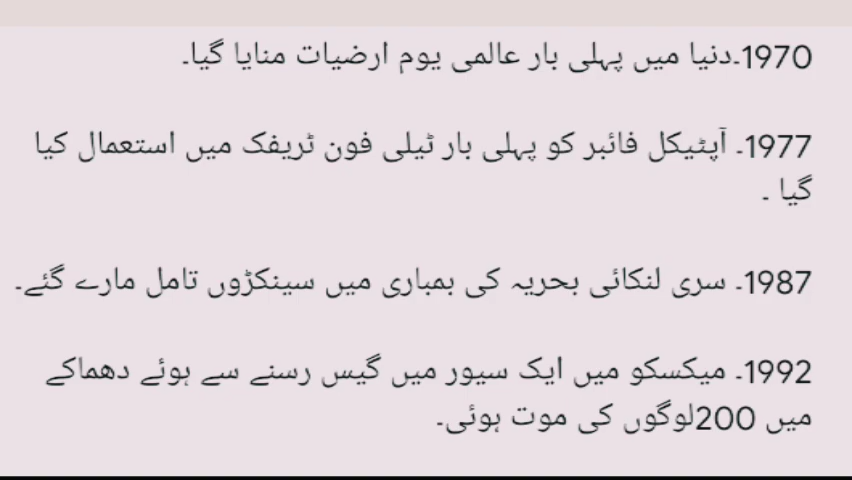 1970۔دنیا میں پہلی بار عالمی یوم ارضیات منایا گیا۔
1977۔ آپٹیکل فائبر کو پہلی بار ٹیلی فون ٹریفک میں استعمال کیا
گیا ۔
1987۔ سری لنکائی بحریہ کی بمباری میں سینکڑوں تامل مارے گئے۔
1992۔ میکسکو میں ایک سیور میں گیس رسنے سے ہوئے دھماکے
میں 200لوگوں کی موت ہوئی۔